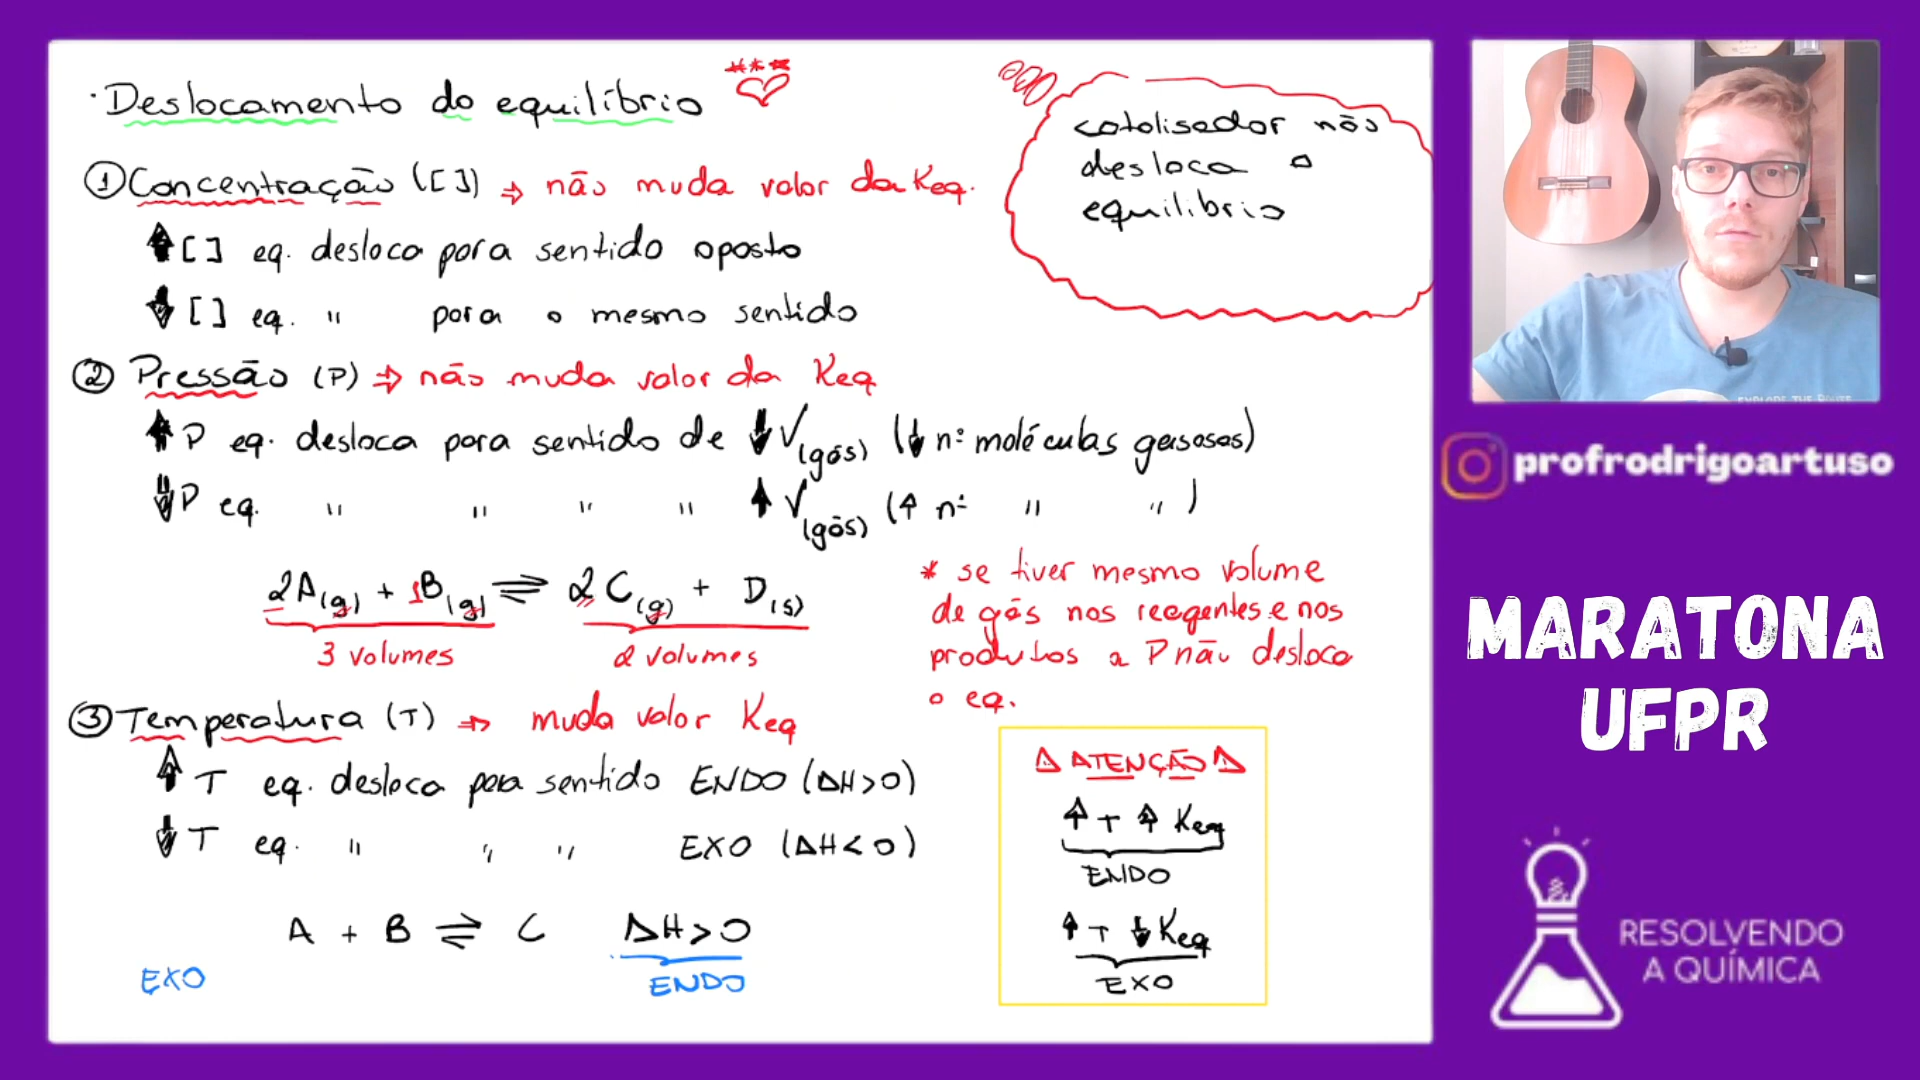 · Deslocamento do equilíbrio ***
① Concentração ([ ]) ⇒ não muda valor da Keq.
↑ [ ] eq. desloca para sentido oposto
↓ [ ] eq. " para o mesmo sentido
② Pressão (P) ⇒ não muda valor da Keq
↑ P eq. desloca para sentido de ↓ V(gás) (↓ nº moléculas gasosas)
↓ P eq. " " " " ↑ V(gás) (↑ nº " " )
2A(g) + 1B(g) ⇌ 2C(g) + D(s)
3 volumes 2 volumes
* se tiver mesmo volume
de gás nos reagentes e nos
produtos a P não desloca
o eq.
③ Temperatura (T) ⇒ muda valor Keq
↑ T eq. desloca para sentido ENDO (ΔH>0)
↓ T eq. " " " EXO (ΔH<0)
A + B ⇌ C ΔH>0
EXO ENDO
catalisador não
desloca o
equilibrio
⚠ ATENÇÃO ⚠
↑ T ↑ Keq
ENDO
↑ T ↓ Keq
EXO
EXPLORE THE ROUTE
profrodrigoartuso
MARATONA
UFPR
RESOLVENDO
A QUÍMICA